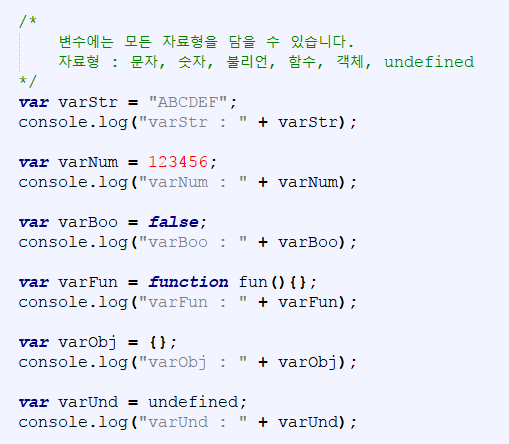 /*
변수에는 모든 자료형을 담을 수 있습니다.
자료형 : 문자, 숫자, 불리언, 함수, 객체, undefined
*/
var varStr = "ABCDEF";
console.log("varStr : " + varStr);
var varNum = 123456;
console.log("varNum : " + varNum);
var varBoo = false;
console.log("varBoo : " + varBoo);
var varFun = function fun(){};
console.log("varFun : " + varFun);
var varObj = {};
console.log("varObj : " + varObj);
var varUnd = undefined;
console.log("varUnd : " + varUnd);